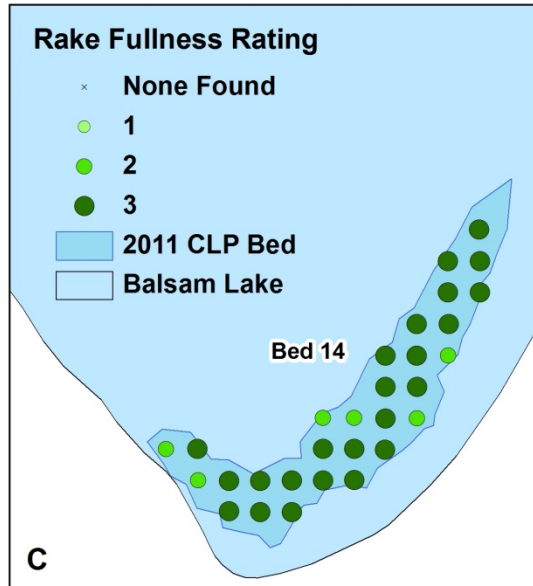 Rake Fullness Rating
None Found
1
2
3
2011 CLP Bed
Balsam Lake
Bed 14
C